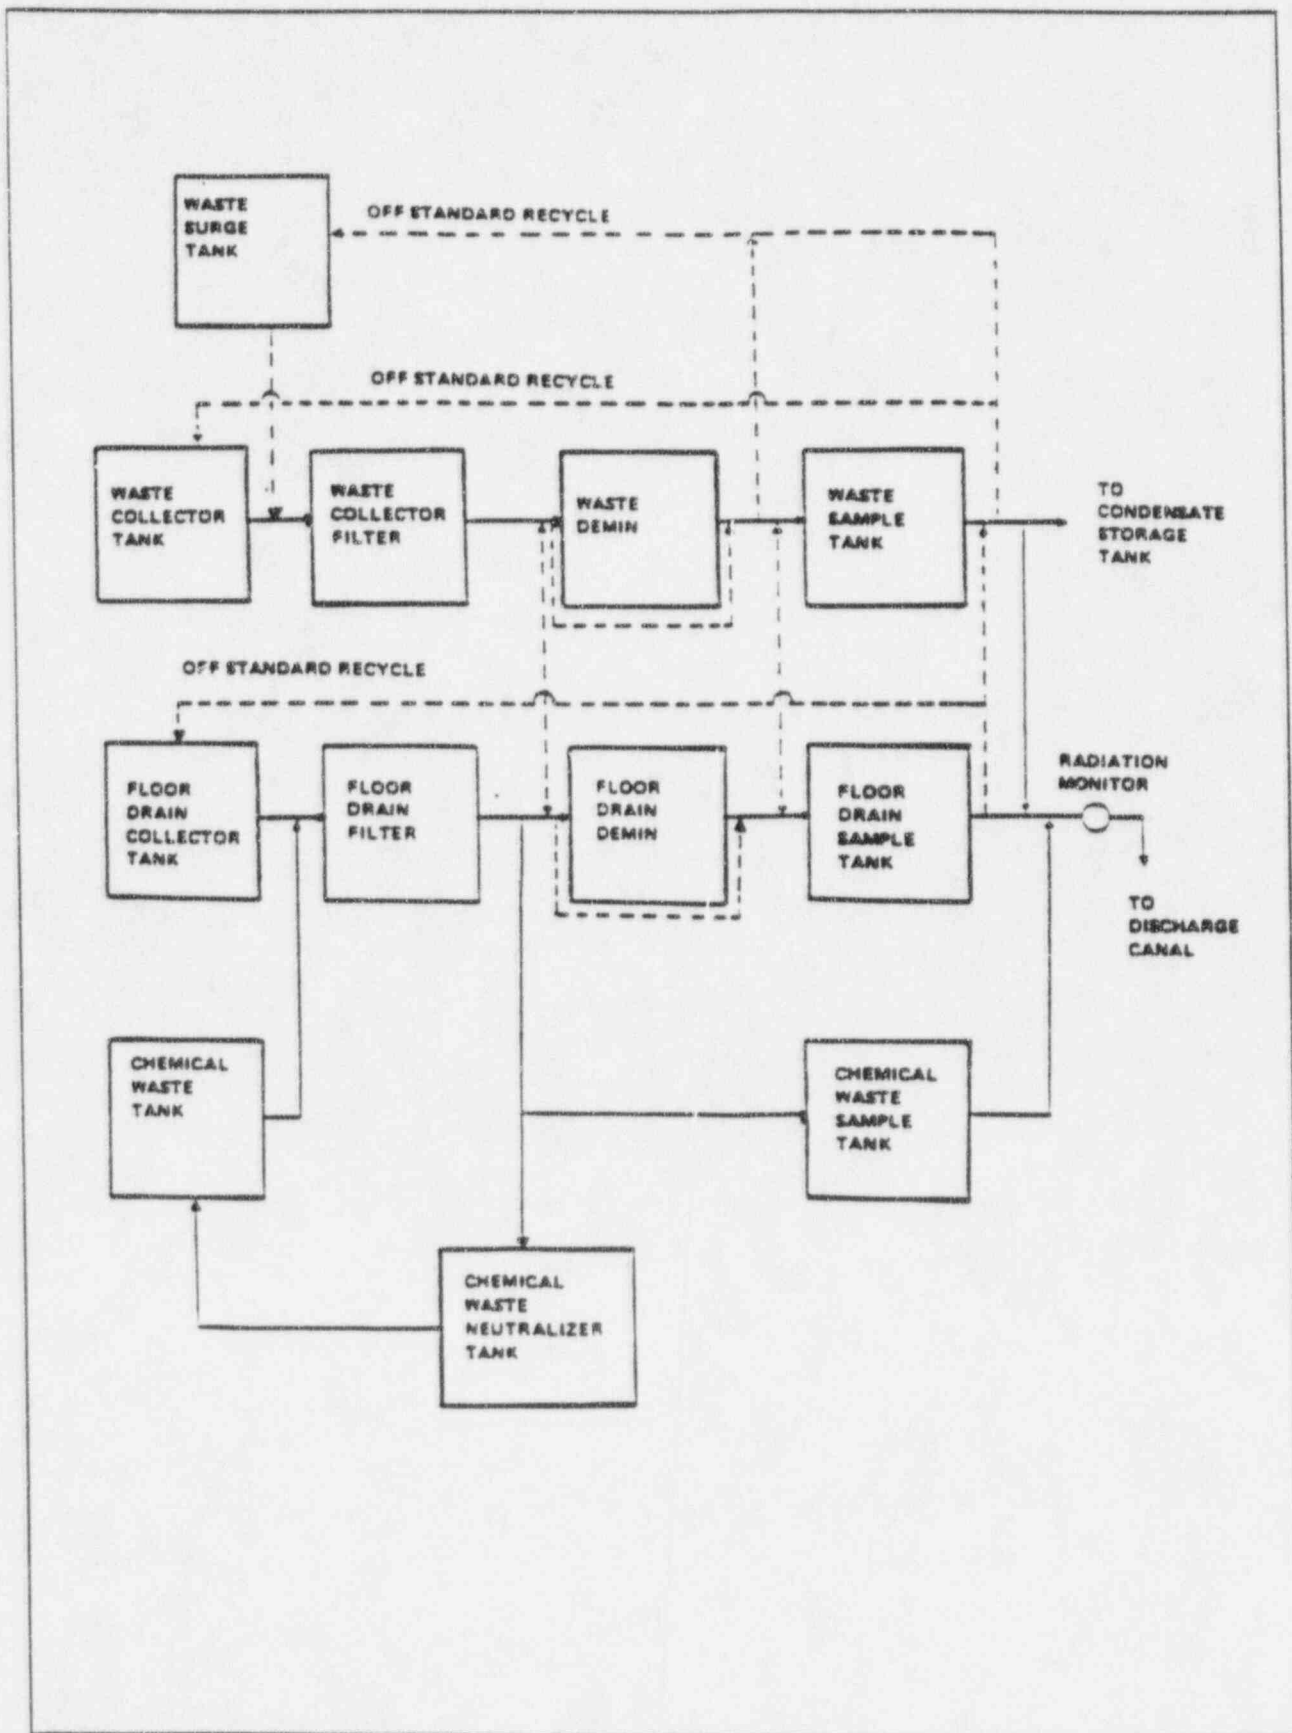 WASTE
SURGE
TANK
OFF STANDARD RECYCLE
OFF STANDARD RECYCLE
WASTE
COLLECTOR
TANK
WASTE
COLLECTOR
FILTER
WASTE
DEMIN
WASTE
SAMPLE
TANK
TO
CONDENSATE
STORAGE
TANK
OFF STANDARD RECYCLE
FLOOR
DRAIN
COLLECTOR
TANK
FLOOR
DRAIN
FILTER
FLOOR
DRAIN
DEMIN
FLOOR
DRAIN
SAMPLE
TANK
RADIATION
MONITOR
TO
DISCHARGE
CANAL
CHEMICAL
WASTE
TANK
CHEMICAL
WASTE
SAMPLE
TANK
CHEMICAL
WASTE
NEUTRALIZER
TANK